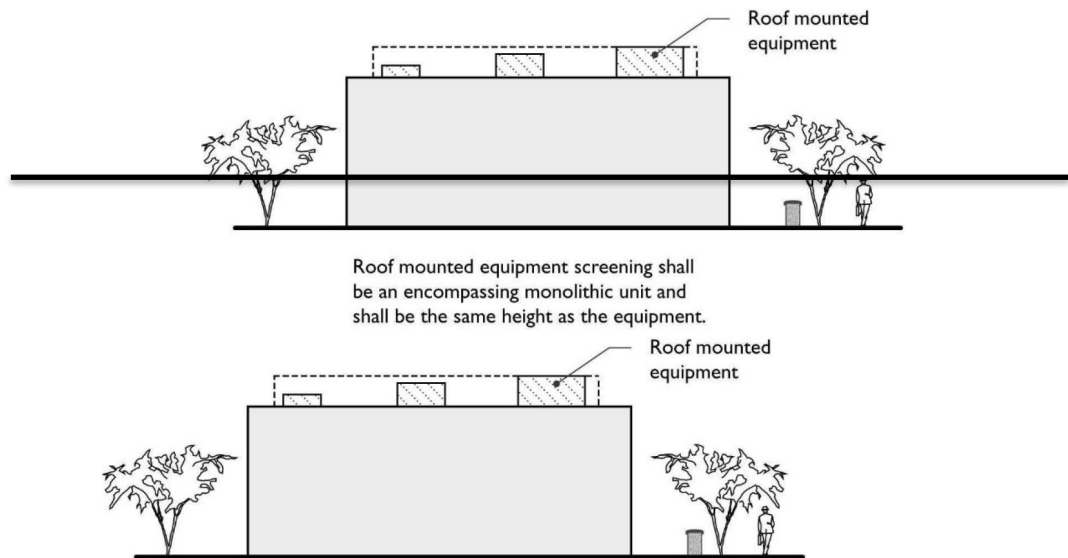 Roof mounted
equipment
Roof mounted equipment screening shall
be an encompassing monolithic unit and
shall be the same height as the equipment.
Roof mounted
equipment